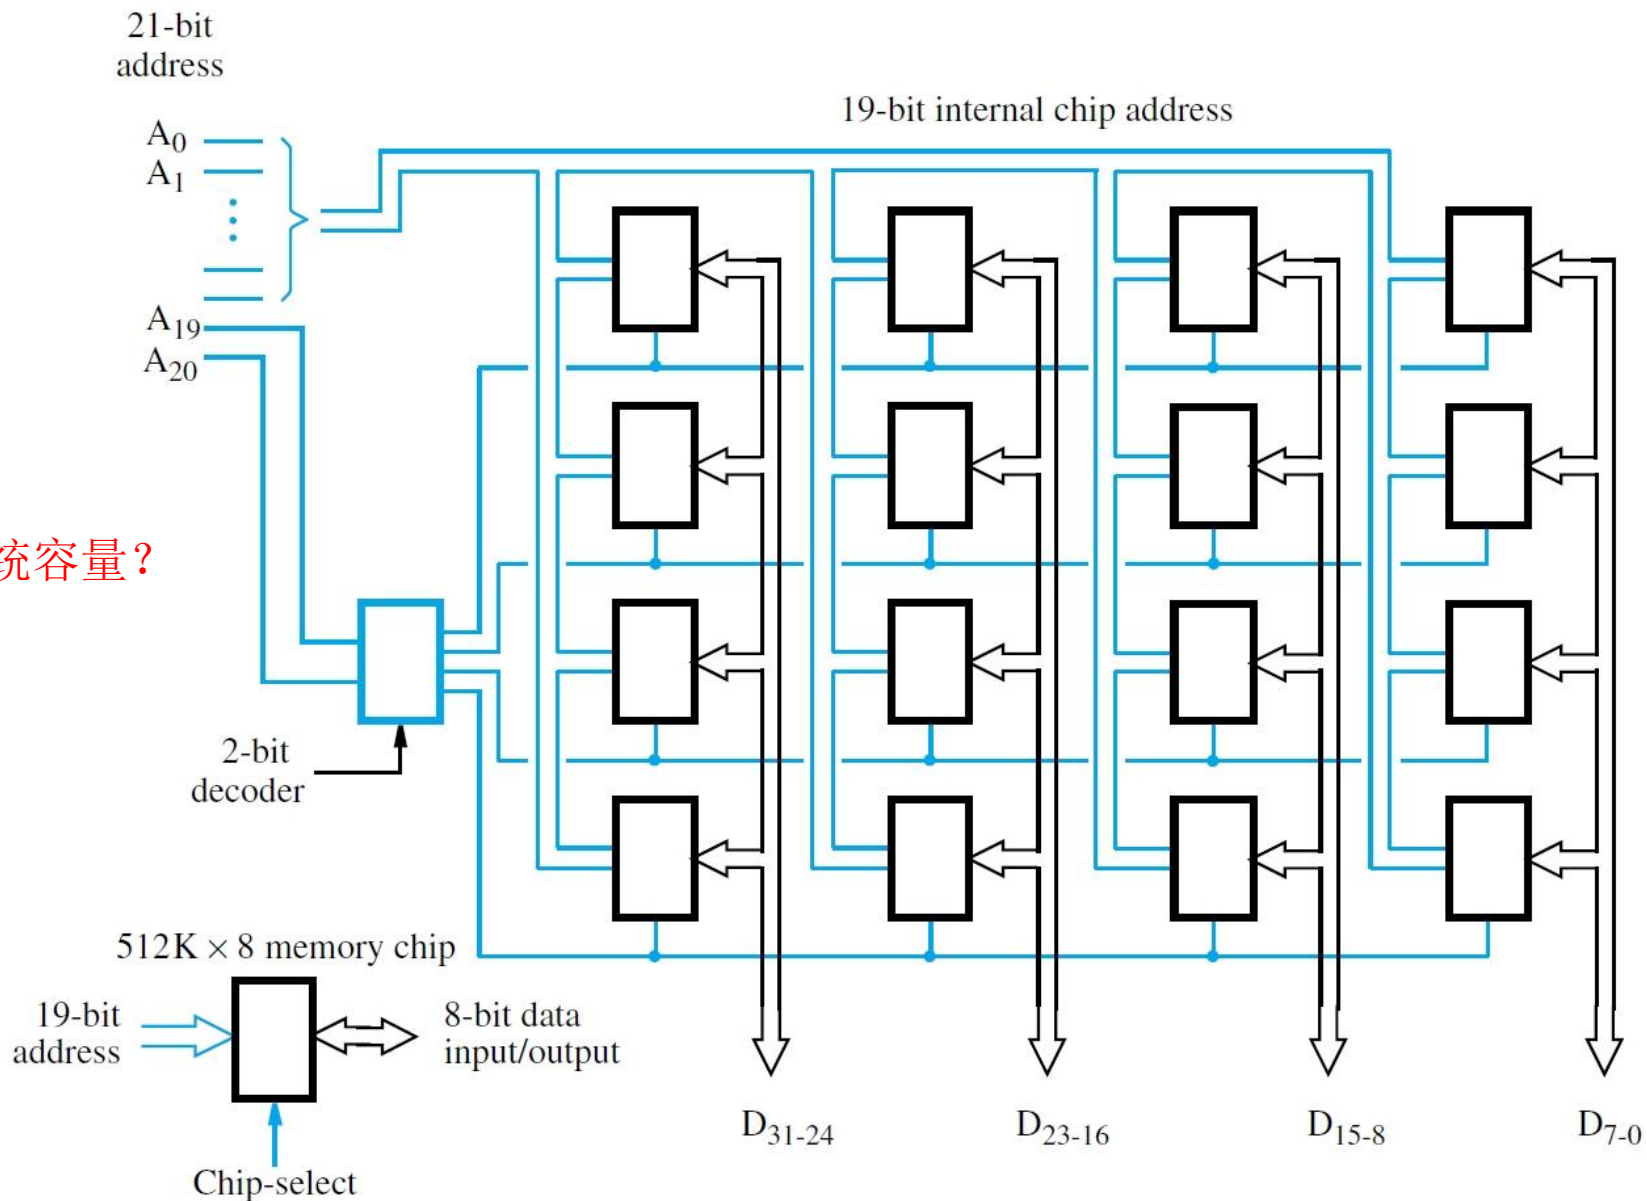 21-bit
address
19-bit internal chip address
A0
A1
A19
A20
统容量?
2-bit
decoder
512K × 8 memory chip
19-bit
address
8-bit data
input/output
Chip-select
D31-24
D23-16
D15-8
D7-0